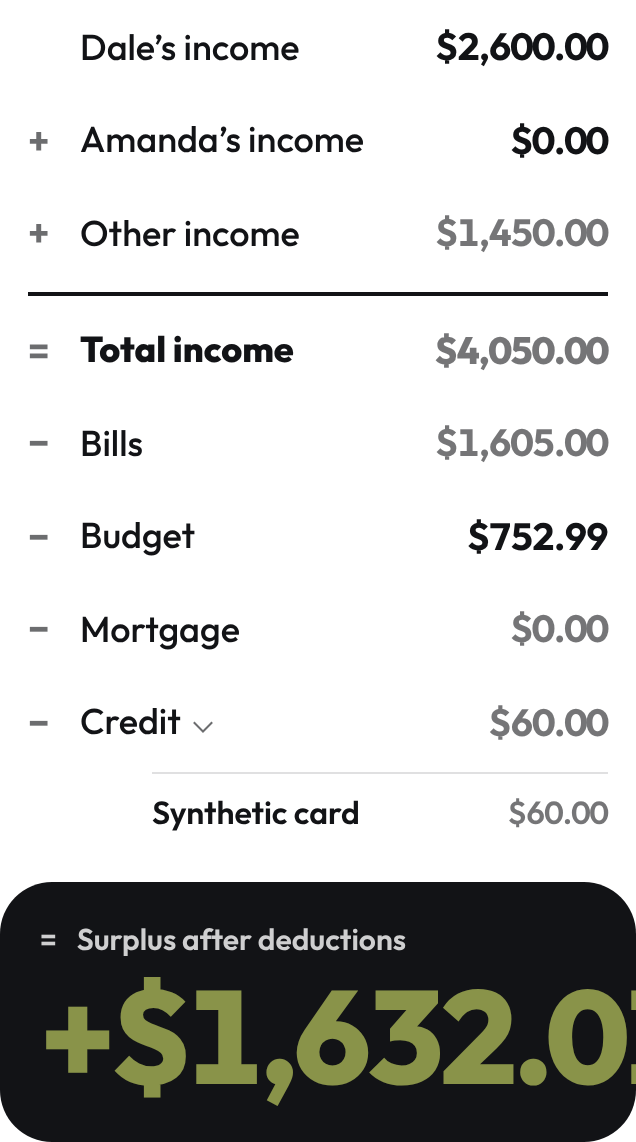 Dale’s income $2,600.00
+ Amanda’s income $0.00
+ Other income $1,450.00
= Total income $4,050.00
− Bills $1,605.00
− Budget $752.99
− Mortgage $0.00
− Credit $60.00
Synthetic card $60.00
= Surplus after deductions
+$1,632.0